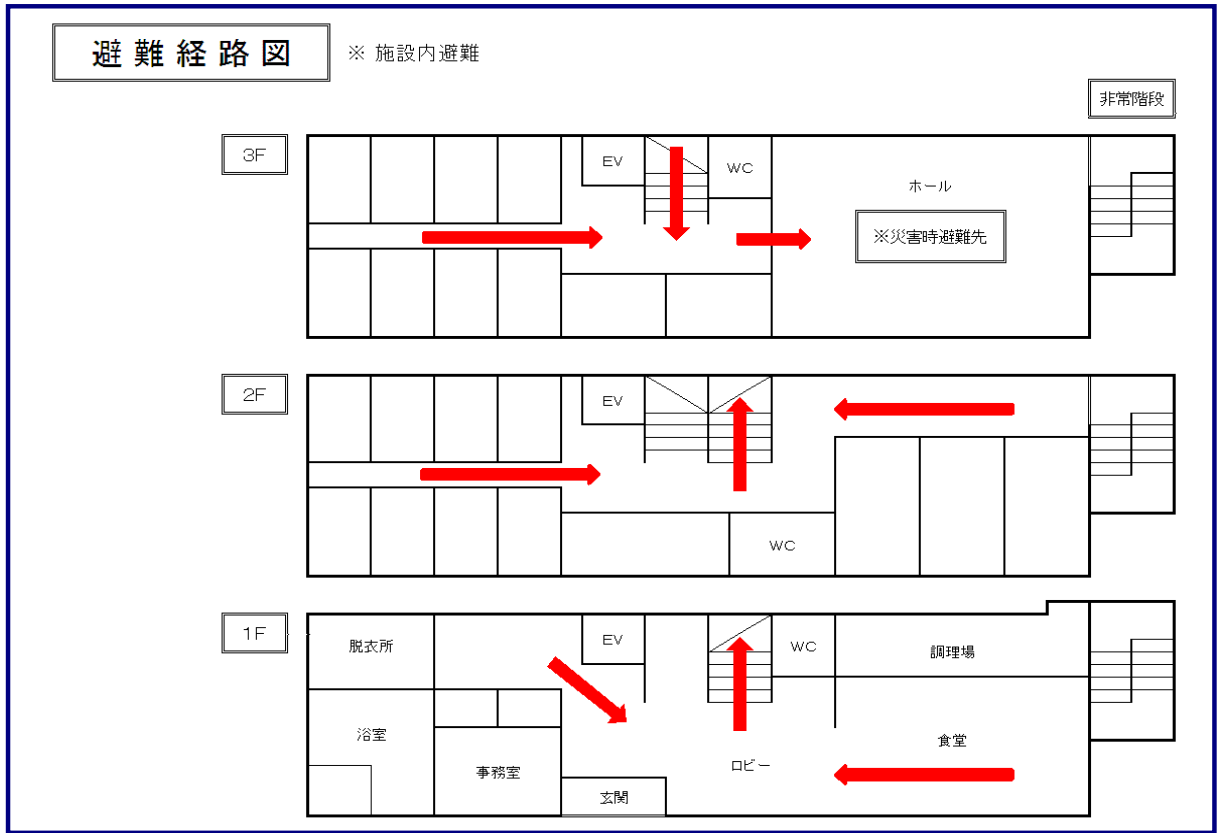 避難経路図
※ 施設内避難
非常階段
3F
EV
WC
ホール
※災害時避難先
2F
EV
WC
1F
脱衣所
EV
WC
調理場
浴室
事務室
ロビー
食堂
玄関